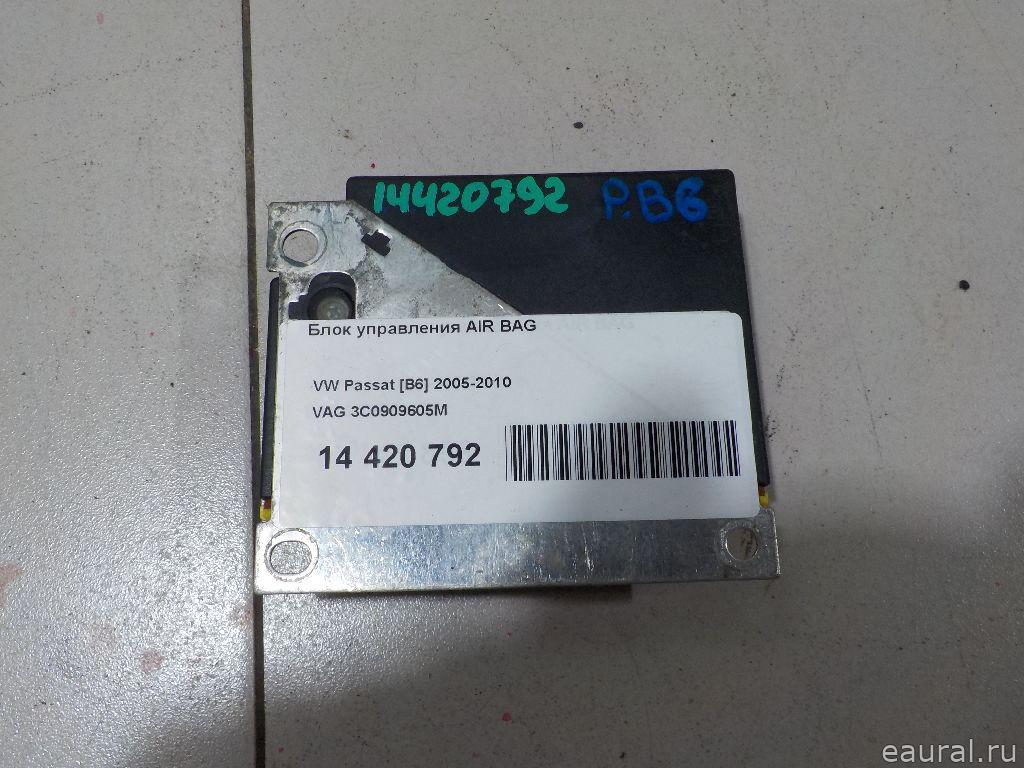 14420792 P.B6
Блок управления AIR BAG
VW Passat [B6] 2005-2010
VAG 3C0909605M
14 420 792
eaural.ru